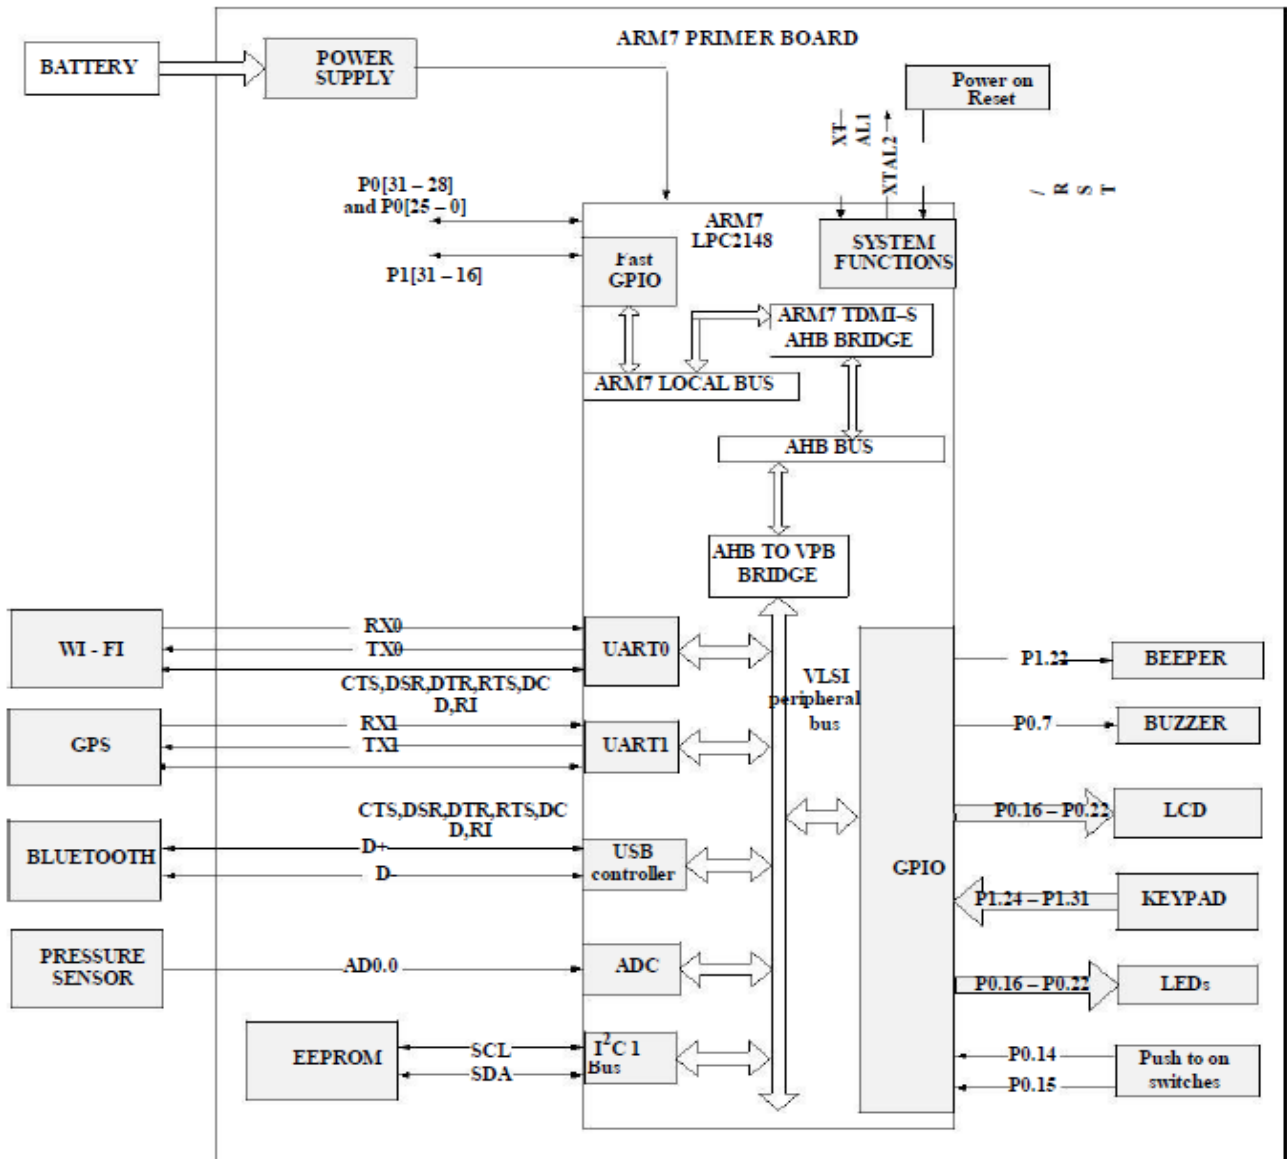 ARM7 PRIMER BOARD
BATTERY
POWER
SUPPLY
Power on
Reset
XT
AL1
XTAL2
/ R S T
P0[31 – 28]
and P0[25 – 0]
P1[31 – 16]
ARM7
LPC2148
Fast
GPIO
SYSTEM
FUNCTIONS
ARM7 TDMI–S
AHB BRIDGE
ARM7 LOCAL BUS
AHB BUS
AHB TO VPB
BRIDGE
WI - FI
RX0
TX0
CTS,DSR,DTR,RTS,DC
D,RI
UART0
GPS
RX1
TX1
UART1
CTS,DSR,DTR,RTS,DC
D,RI
BLUETOOTH
D+
D-
USB
controller
PRESSURE
SENSOR
AD0.0
ADC
EEPROM
SCL
SDA
I2C 1
Bus
VLSI
peripheral
bus
GPIO
P1.22
BEEPER
P0.7
BUZZER
P0.16 – P0.22
LCD
P1.24 – P1.31
KEYPAD
P0.16 – P0.22
LEDs
P0.14
P0.15
Push to on
switches